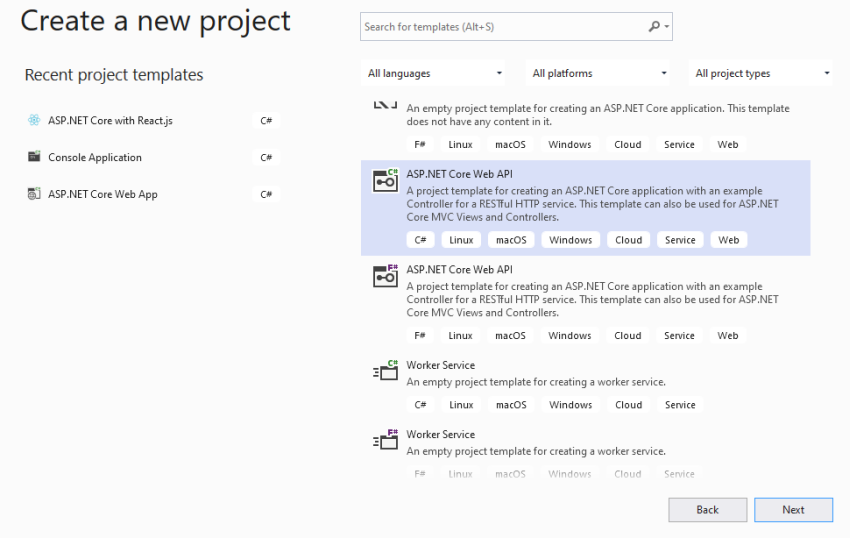 Create a new project
Search for templates (Alt+S)
Recent project templates
All languages
All platforms
All project types
ASP.NET Core with React.js C#
Console Application C#
ASP.NET Core Web App C#
An empty project template for creating an ASP.NET Core application. This template
does not have any content in it.
F# Linux macOS Windows Cloud Service Web
C#
ASP.NET Core Web API
A project template for creating an ASP.NET Core application with an example
Controller for a RESTful HTTP service. This template can also be used for ASP.NET
Core MVC Views and Controllers.
C# Linux macOS Windows Cloud Service Web
F#
ASP.NET Core Web API
A project template for creating an ASP.NET Core application with an example
Controller for a RESTful HTTP service. This template can also be used for ASP.NET
Core MVC Views and Controllers.
F# Linux macOS Windows Cloud Service Web
C#
Worker Service
An empty project template for creating a worker service.
C# Linux macOS Windows Cloud Service
F#
Worker Service
An empty project template for creating a worker service.
F# Linux macOS Windows Cloud Service
Back
Next